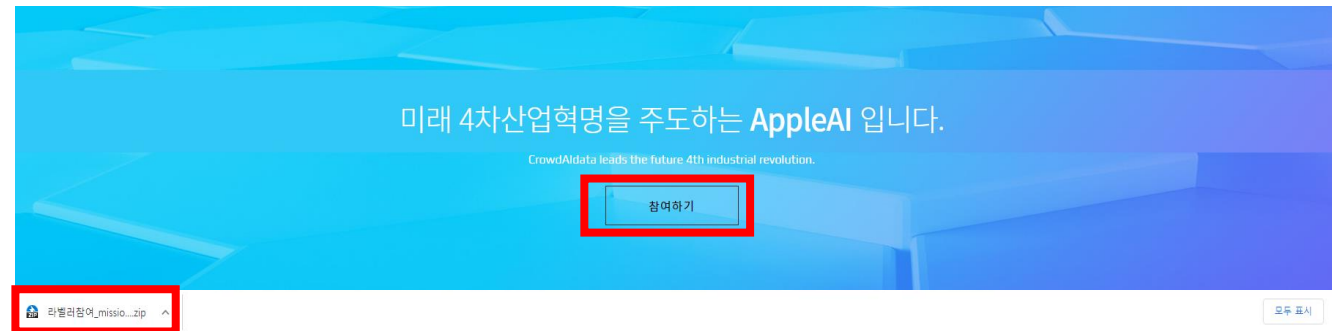 미래 4차산업혁명을 주도하는 AppleAI 입니다.
CrowdAIdata leads the future 4th industrial revolution.
참여하기
라벨러참여_missio....zip
모두 표시